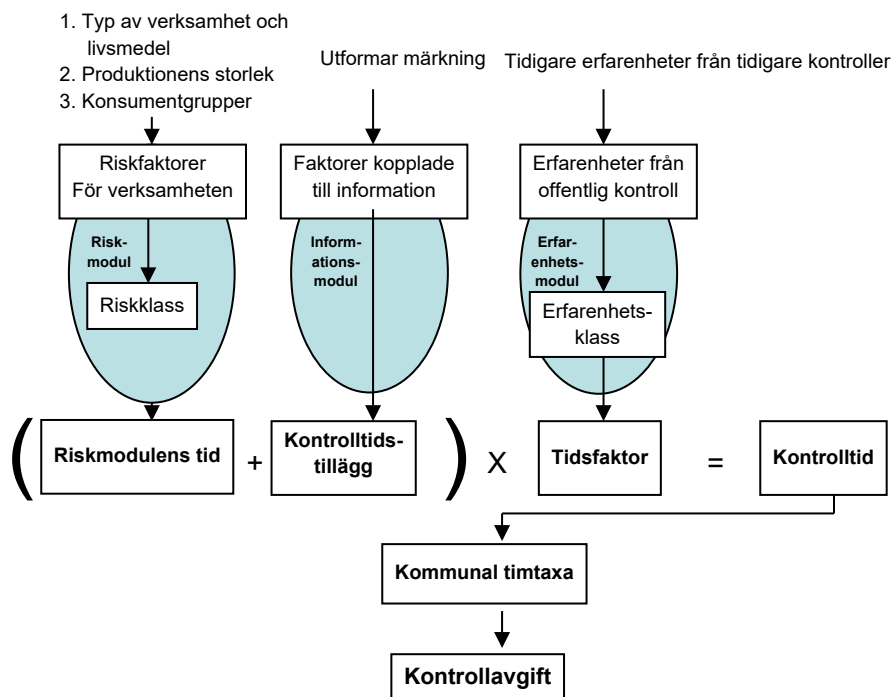 1. Typ av verksamhet och
livsmedel
2. Produktionens storlek
3. Konsumentgrupper
Utformar märkning
Tidigare erfarenheter från tidigare kontroller
Riskfaktorer
För verksamheten
Faktorer kopplade
till information
Erfarenheter från
offentlig kontroll
Risk-
modul
Riskklass
Inform-
ations-
modul
Erfar-
enhets-
modul
Erfarenhets-
klass
(
Riskmodulens tid
+
Kontrolltids-
tillägg
)
X
Tidsfaktor
=
Kontrolltid
Kommunal timtaxa
Kontrollavgift